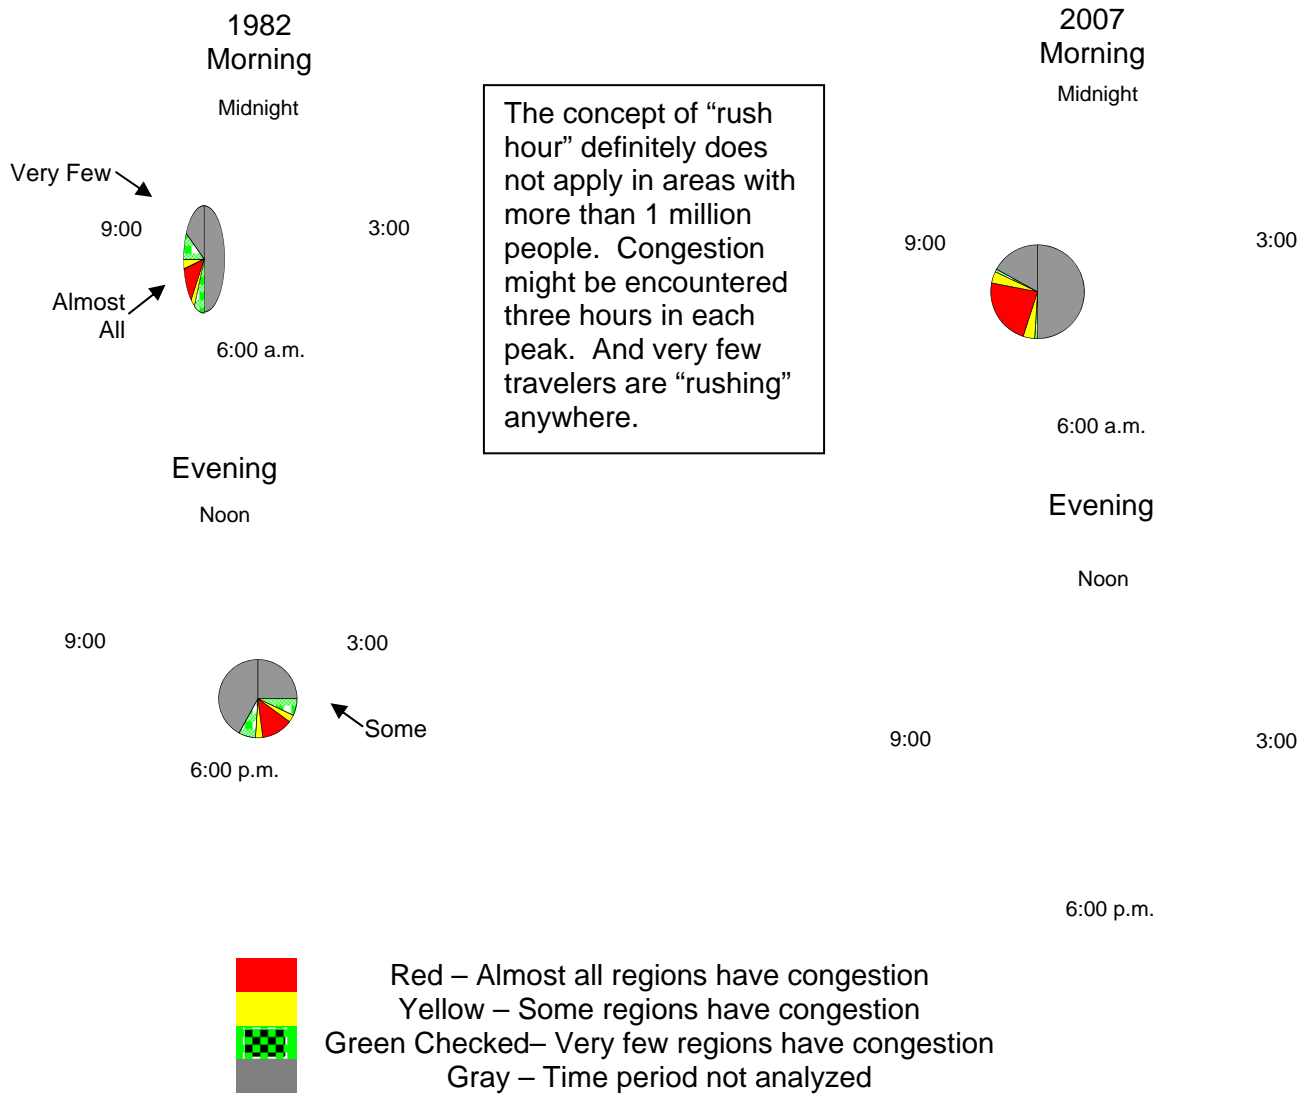 1982
Morning
Midnight
Very Few
9:00
3:00
Almost
All
6:00 a.m.
The concept of “rush
hour” definitely does
not apply in areas with
more than 1 million
people.  Congestion
might be encountered
three hours in each
peak.  And very few
travelers are “rushing”
anywhere.
2007
Morning
Midnight
9:00
3:00
6:00 a.m.
Evening
Noon
9:00
3:00
Some
6:00 p.m.
Evening
Noon
9:00
3:00
6:00 p.m.
Red – Almost all regions have congestion
Yellow – Some regions have congestion
Green Checked– Very few regions have congestion
Gray – Time period not analyzed